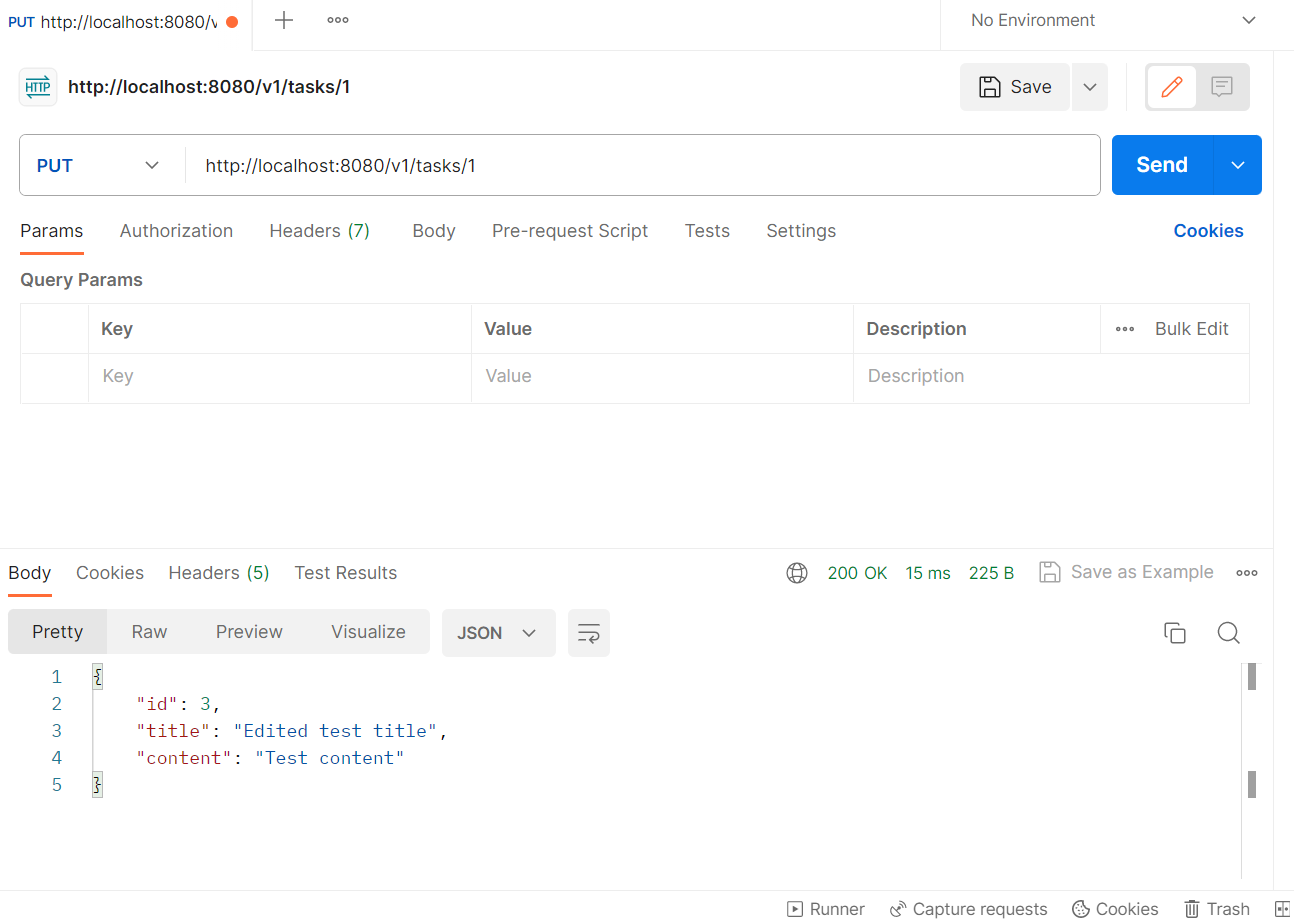 PUT http://localhost:8080/v
No Environment
HTTP http://localhost:8080/v1/tasks/1
Save
PUT http://localhost:8080/v1/tasks/1
Send
Params Authorization Headers (7) Body Pre-request Script Tests Settings Cookies
Query Params
Key Value Description Bulk Edit
Key Value Description
Body Cookies Headers (5) Test Results 200 OK 15 ms 225 B Save as Example
Pretty Raw Preview Visualize JSON
1 {
2 "id": 3,
3 "title": "Edited test title",
4 "content": "Test content"
5 }
Runner Capture requests Cookies Trash